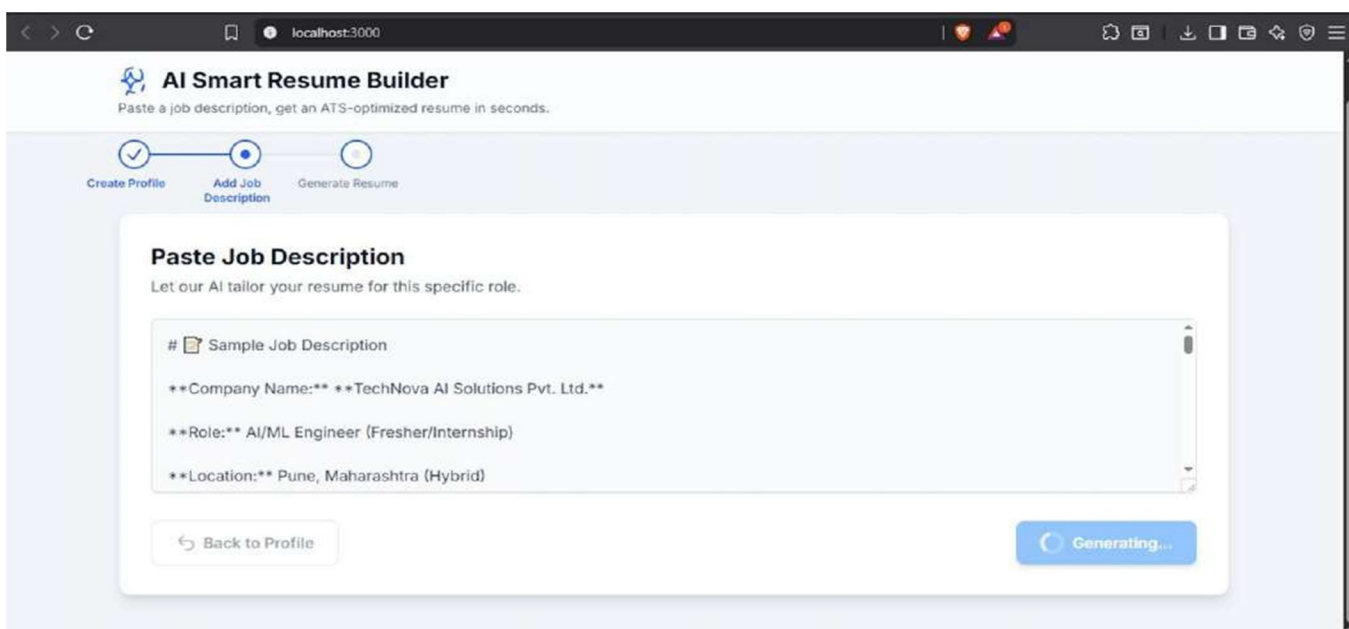 localhost:3000
AI Smart Resume Builder
Paste a job description, get an ATS-optimized resume in seconds.
Create Profile
Add Job
Description
Generate Resume
Paste Job Description
Let our AI tailor your resume for this specific role.
# 📝 Sample Job Description
**Company Name:** **TechNova AI Solutions Pvt. Ltd.**
**Role:** AI/ML Engineer (Fresher/Internship)
**Location:** Pune, Maharashtra (Hybrid)
Back to Profile
Generating...